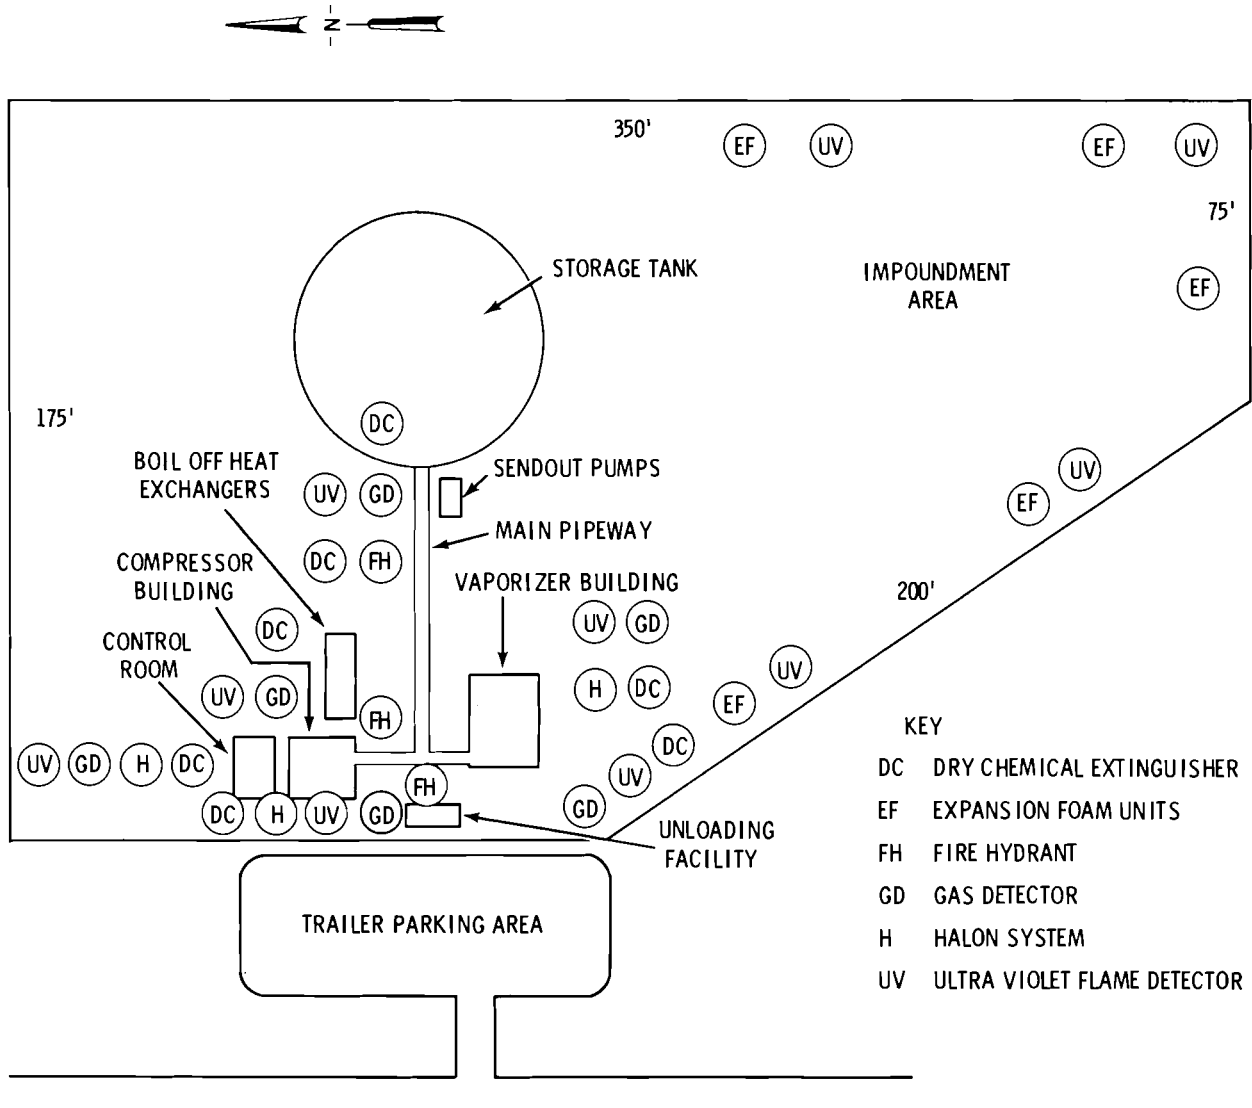 N
350'
EF UV EF UV
75'
STORAGE TANK
IMPOUNDMENT
AREA
EF
175'
DC
BOIL OFF HEAT
EXCHANGERS
SENDOUT PUMPS
UV GD
UV
EF
MAIN PIPEWAY
COMPRESSOR
BUILDING
DC FH
VAPORIZER BUILDING
200'
DC
UV GD
CONTROL
ROOM
UV GD
H DC
UV
EF
FH
KEY
UV GD H DC
DC
UV
FH
GD
DC H UV GD
UNLOADING
FACILITY
TRAILER PARKING AREA
DC DRY CHEMICAL EXTINGUISHER
EF EXPANSION FOAM UNITS
FH FIRE HYDRANT
GD GAS DETECTOR
H HALON SYSTEM
UV ULTRA VIOLET FLAME DETECTOR